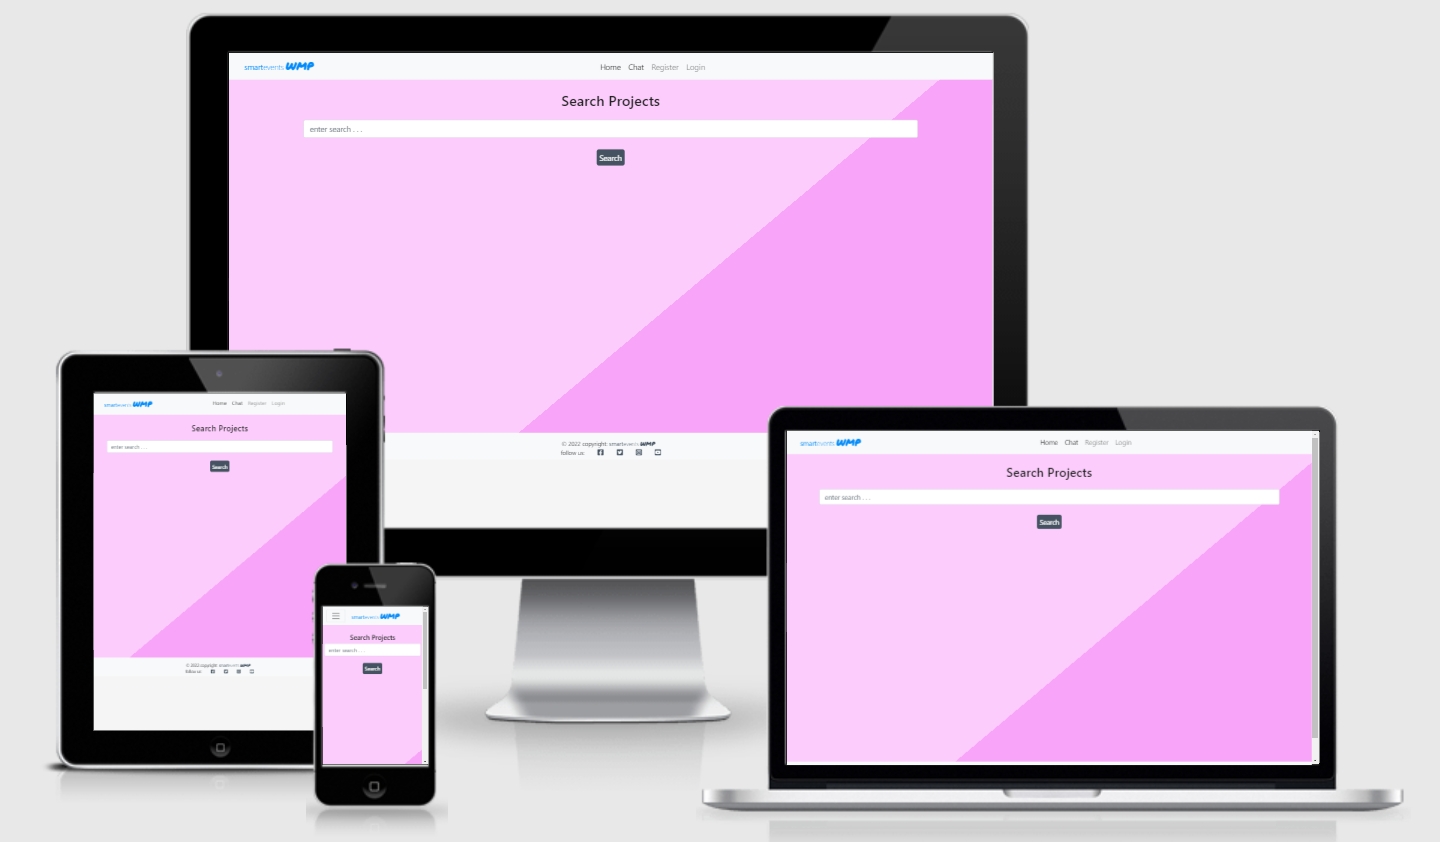 smartevents WMP Home Chat Register Login
Search Projects
enter search . . .
Search
© 2022 copyright: smartevents WMP
follow us:
smartevents WMP Home Chat Register Login
Search Projects
enter search . . .
Search
© 2022 copyright: smartevents WMP
follow us:
smartevents WMP
Search Projects
enter search . . .
Search
smartevents WMP Home Chat Register Login
Search Projects
enter search . . .
Search